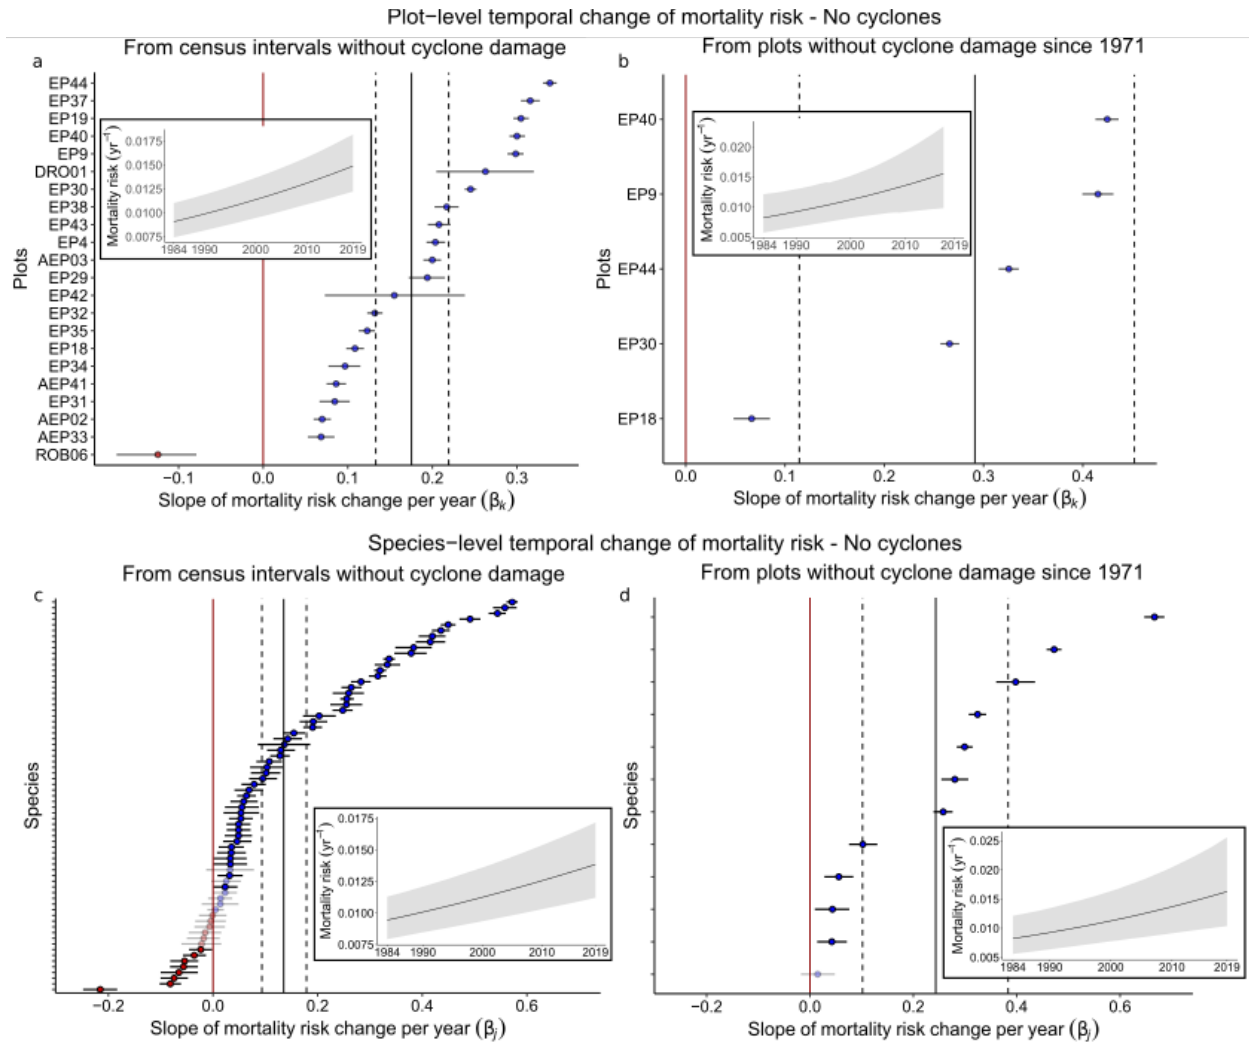 Plot−level temporal change of mortality risk - No cyclones
From census intervals without cyclone damage
a
EP44
EP37
EP19
EP40
EP9
DRO01
EP30
EP38
EP43
EP4
AEP03
EP29
EP42
EP32
EP35
EP18
EP34
AEP41
EP31
AEP02
AEP33
ROB06
Plots
−0.1 0.0 0.1 0.2 0.3
Slope of mortality risk change per year (βk)
Mortality risk (yr−1)
0.0175
0.0150
0.0125
0.0100
0.0075
1984 1990 2000 2010 2019
From plots without cyclone damage since 1971
b
EP40
EP9
EP44
EP30
EP18
Plots
0.0 0.1 0.2 0.3 0.4
Slope of mortality risk change per year (βk)
Mortality risk (yr−1)
0.020
0.015
0.010
0.005
1984 1990 2000 2010 2019
Species−level temporal change of mortality risk - No cyclones
From census intervals without cyclone damage
c
Species
0.0 0.2 0.4 0.6
Slope of mortality risk change per year (βj)
Mortality risk (yr−1)
0.0175
0.0150
0.0125
0.0100
0.0075
1984 1990 2000 2010 2019
From plots without cyclone damage since 1971
d
Species
−0.2 0.0 0.2 0.4 0.6
Slope of mortality risk change per year (βj)
Mortality risk (yr−1)
0.025
0.020
0.015
0.010
0.005
1984 1990 2000 2010 2019